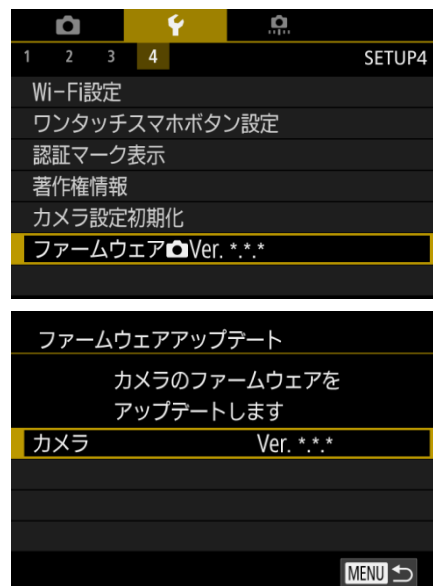 1 2 3 4 SETUP4
Wi-Fi設定
ワンタッチスマホボタン設定
認証マーク表示
著作権情報
カメラ設定初期化
ファームウェア Ver. *.*.*
ファームウェアアップデート
カメラのファームウェアを
アップデートします
カメラ Ver. *.*.*
MENU